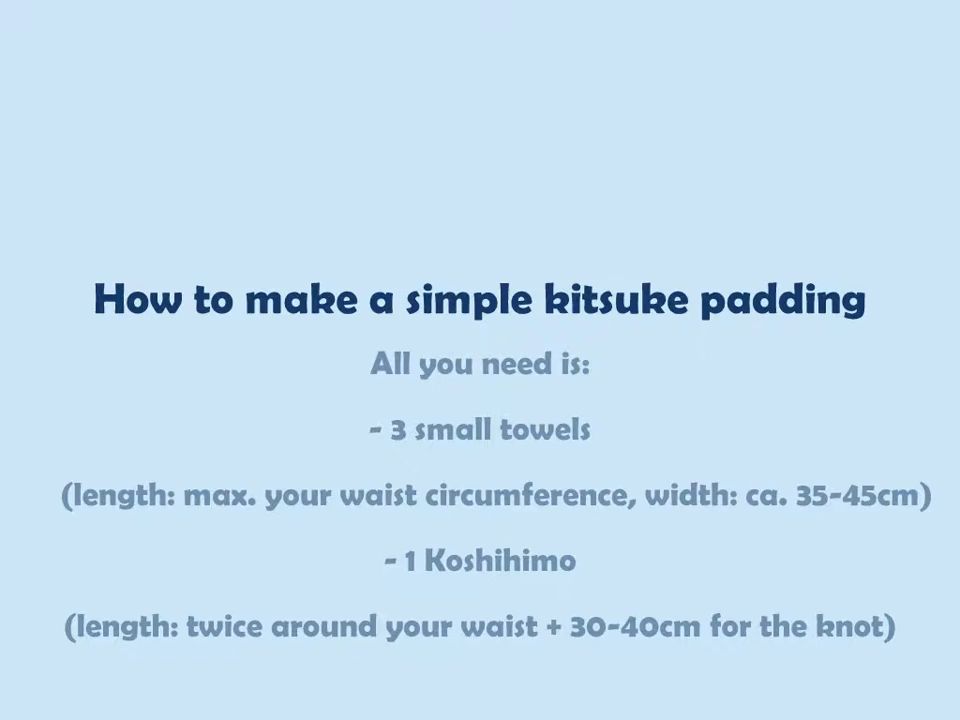 How to make a simple kitsuke padding
All you need is:
- 3 small towels
(length: max. your waist circumference, width: ca. 35-45cm)
- 1 Koshihimo
(length: twice around your waist + 30-40cm for the knot)